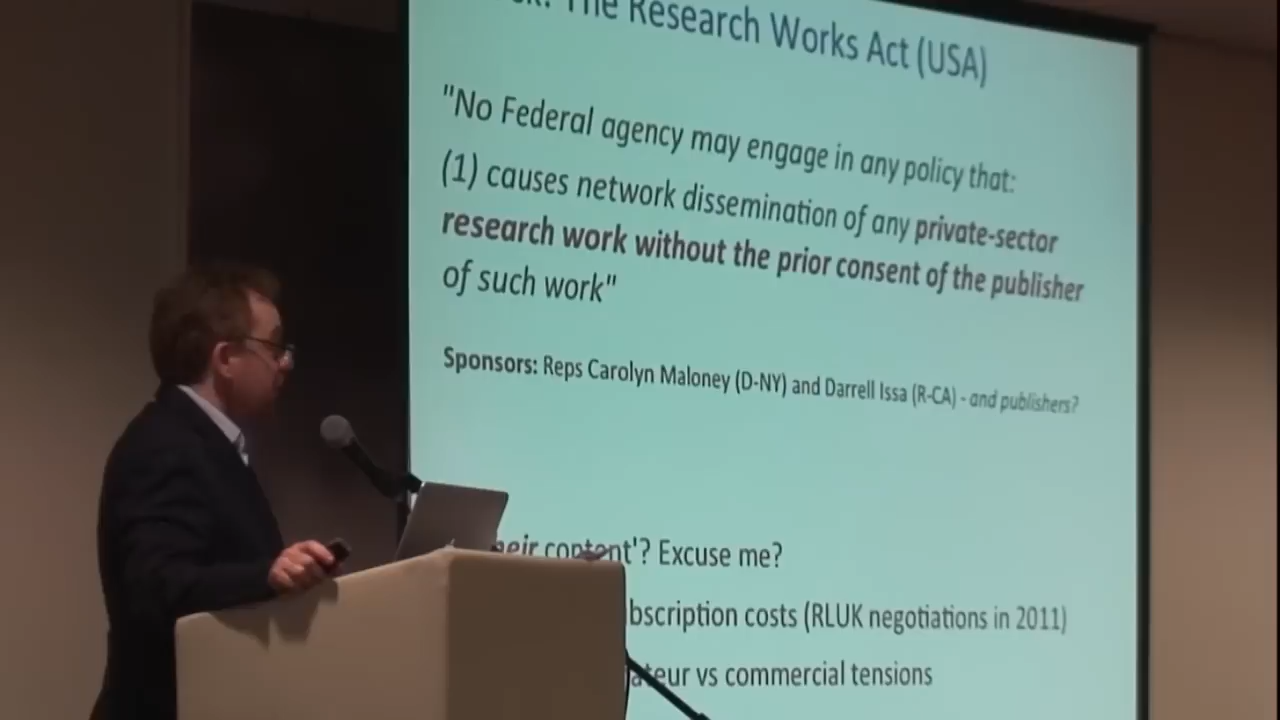 The Research Works Act (USA)
"No Federal agency may engage in any policy that:
(1) causes network dissemination of any private-sector
research work without the prior consent of the publisher
of such work"
Sponsors: Reps Carolyn Maloney (D-NY) and Darrell Issa (R-CA) - and publishers?
content'? Excuse me?
costs (RLUK negotiations in 2011)
vs commercial tensions